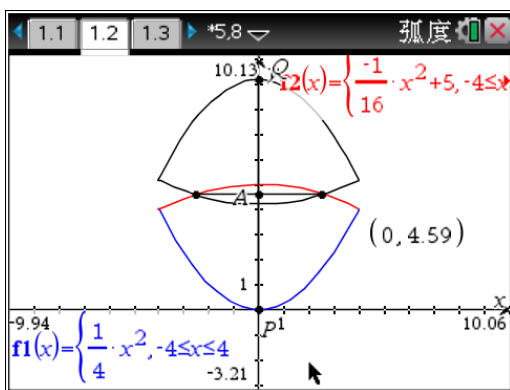 1.1 1.2 1.3 *5,8 弧度
10.13 y Q
f2(x)={-1/16·x²+5,-4≤x
A
(0,4.59)
1
x
-9.94 P 1 10.06
f1(x)={1/4·x²,-4≤x≤4
-3.21